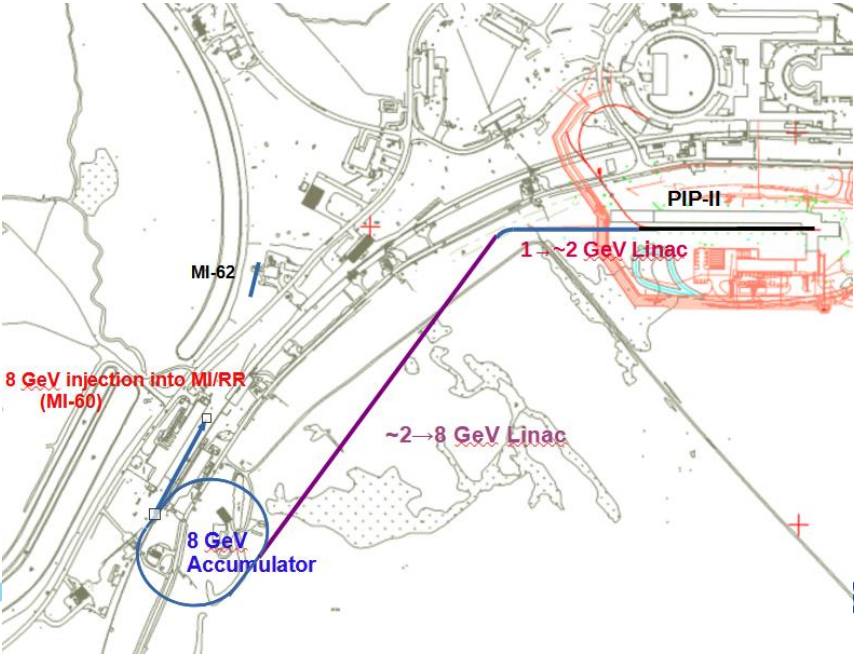 PIP-II
1→~2 GeV Linac
MI-62
8 GeV injection into MI/RR
(MI-60)
~2→8 GeV Linac
8 GeV
Accumulator